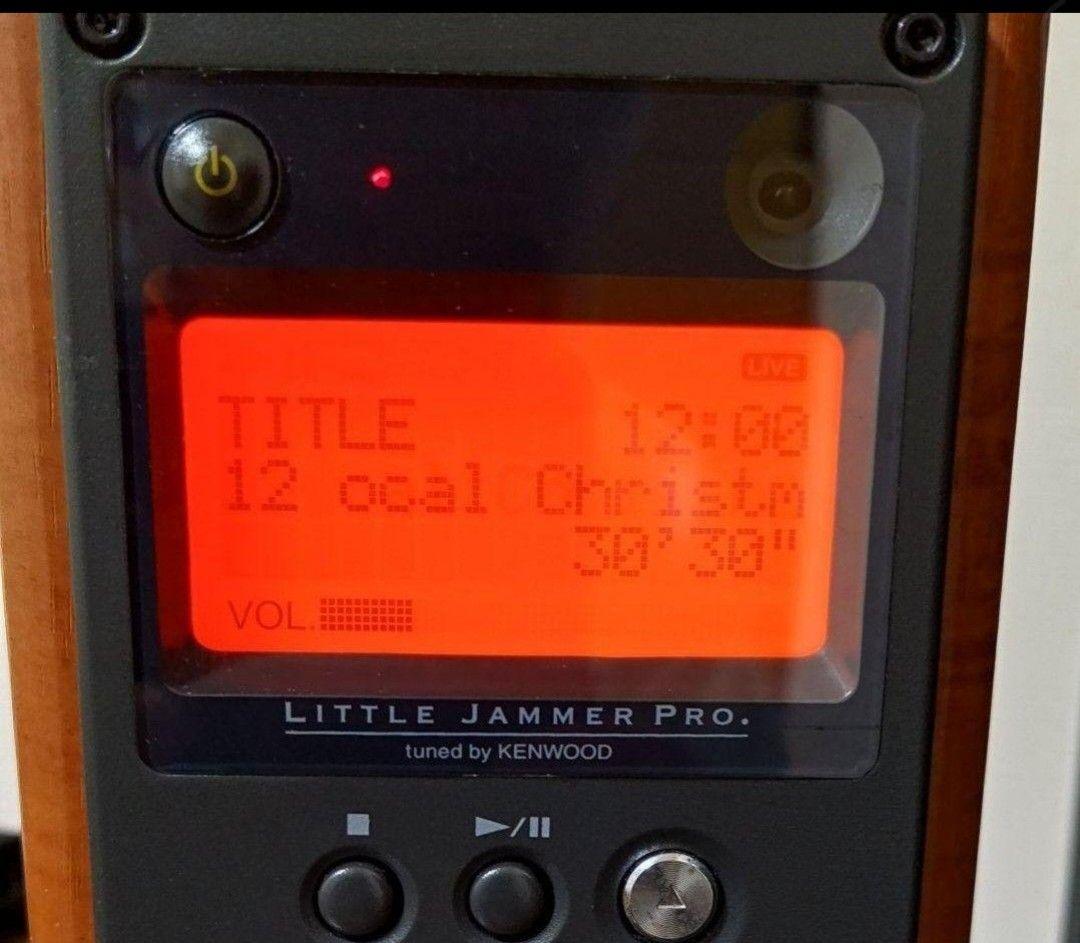 LIVE
TITLE 12:00
12 ocal Christm
30'30"
VOL.
LITTLE JAMMER PRO.
tuned by KENWOOD